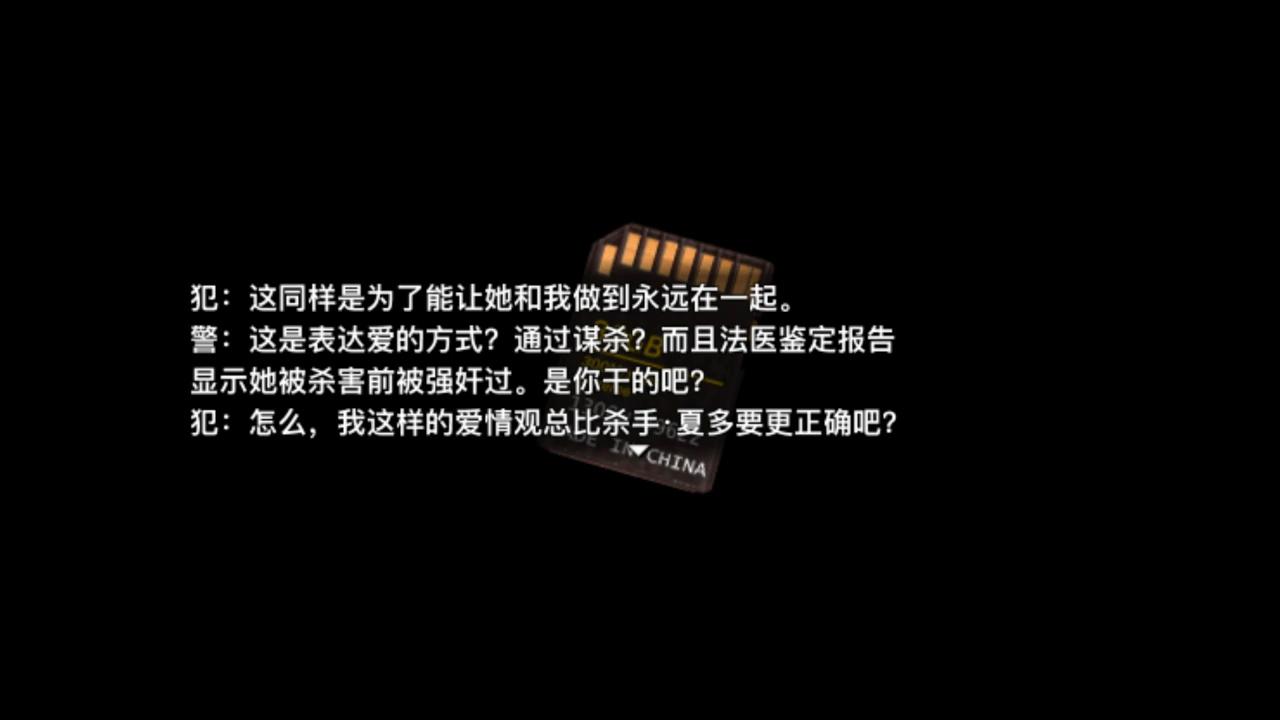 犯：这同样是为了能让她和我做到永远在一起。
警：这是表达爱的方式？通过谋杀？而且法医鉴定报告
显示她被杀害前被强奸过。是你干的吧？
犯：怎么，我这样的爱情观总比杀手·夏多要更正确吧？
MADE IN CHINA